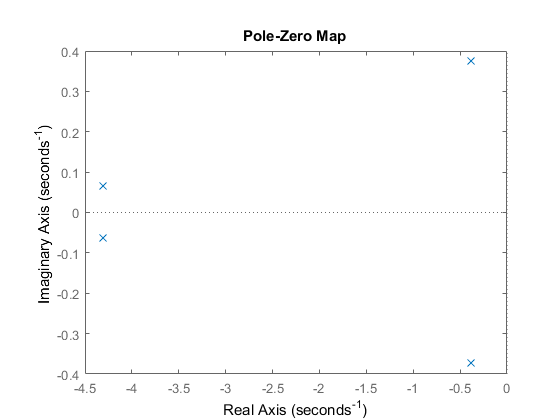 Pole-Zero Map
0.4
0.3
0.2
0.1
0
-0.1
-0.2
-0.3
-0.4
Imaginary Axis (seconds⁻¹)
-4.5 -4 -3.5 -3 -2.5 -2 -1.5 -1 -0.5 0
Real Axis (seconds⁻¹)